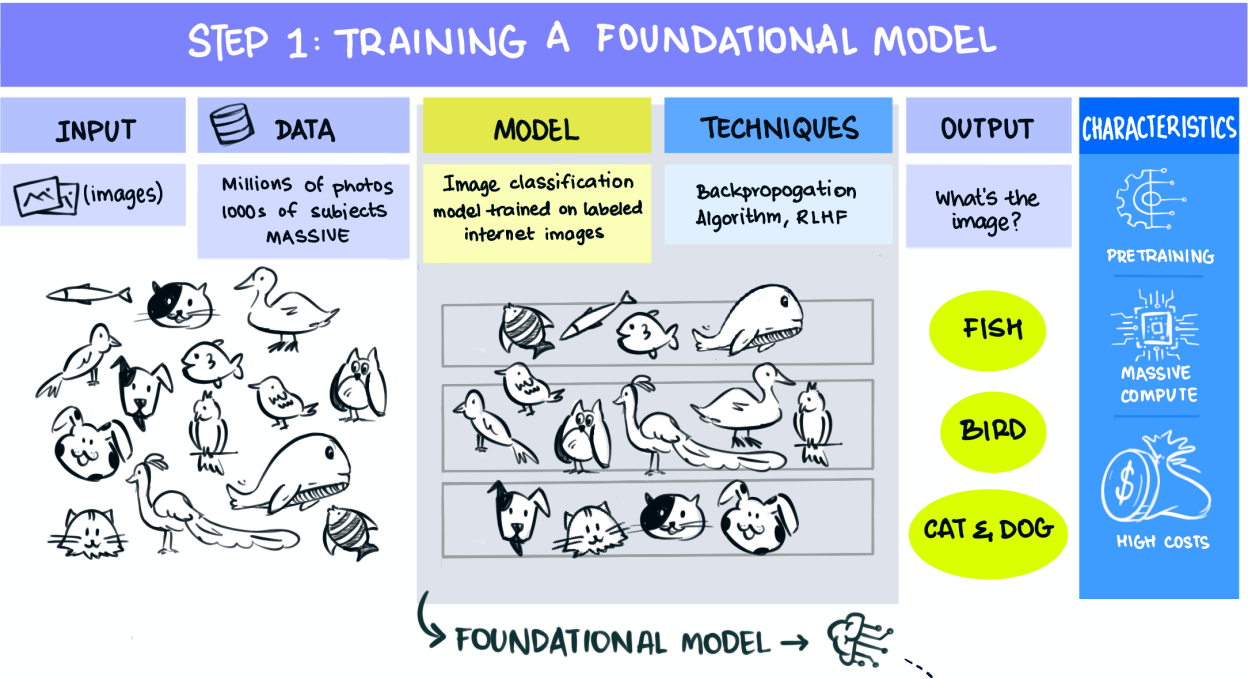 STEP 1: TRAINING A FOUNDATIONAL MODEL
INPUT
(images)
DATA
Millions of photos
1000s of subjects
MASSIVE
MODEL
Image classification
model trained on labeled
internet images
TECHNIQUES
Backpropogation
Algorithm, RLHF
OUTPUT
What's the
image?
FISH
BIRD
CAT & DOG
CHARACTERISTICS
PRETRAINING
MASSIVE
COMPUTE
$
HIGH COSTS
FOUNDATIONAL MODEL →